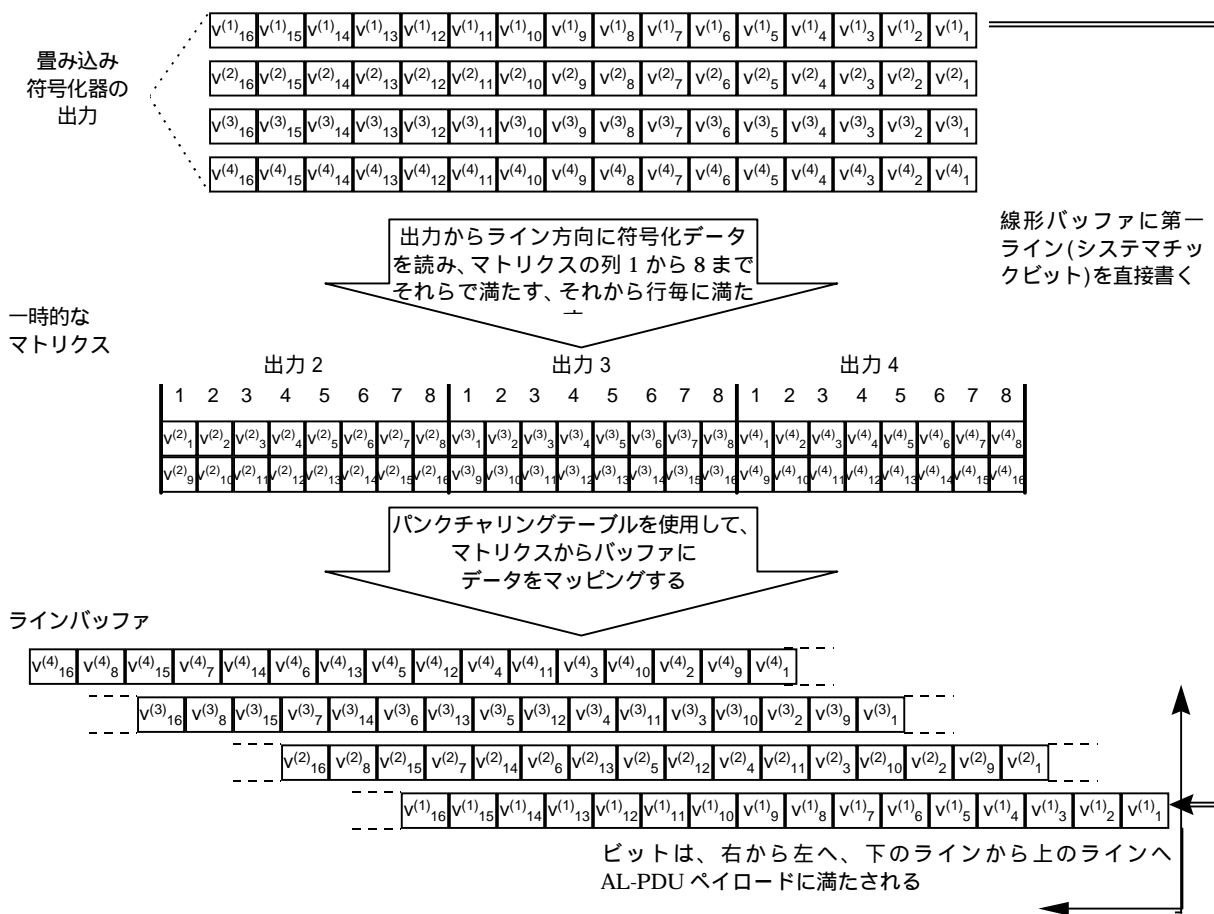 v(1)16 v(1)15 v(1)14 v(1)13 v(1)12 v(1)11 v(1)10 v(1)9 v(1)8 v(1)7 v(1)6 v(1)5 v(1)4 v(1)3 v(1)2 v(1)1
畳み込み
符号化器の
出力
v(2)16 v(2)15 v(2)14 v(2)13 v(2)12 v(2)11 v(2)10 v(2)9 v(2)8 v(2)7 v(2)6 v(2)5 v(2)4 v(2)3 v(2)2 v(2)1
v(3)16 v(3)15 v(3)14 v(3)13 v(3)12 v(3)11 v(3)10 v(3)9 v(3)8 v(3)7 v(3)6 v(3)5 v(3)4 v(3)3 v(3)2 v(3)1
v(4)16 v(4)15 v(4)14 v(4)13 v(4)12 v(4)11 v(4)10 v(4)9 v(4)8 v(4)7 v(4)6 v(4)5 v(4)4 v(4)3 v(4)2 v(4)1
出力からライン方向に符号化データ
を読み、マトリクスの列 1 から 8 まで
それらで満たす、それから行毎に満た
線形バッファに第一
ライン(システマチッ
クビット)を直接書く
一時的な
マトリクス
出力 2 出力 3 出力 4
1 2 3 4 5 6 7 8 1 2 3 4 5 6 7 8 1 2 3 4 5 6 7 8
v(2)1 v(2)2 v(2)3 v(2)4 v(2)5 v(2)6 v(2)7 v(2)8 v(3)1 v(3)2 v(3)3 v(3)4 v(3)5 v(3)6 v(3)7 v(3)8 v(4)1 v(4)2 v(4)3 v(4)4 v(4)5 v(4)6 v(4)7 v(4)8
v(2)9 v(2)10 v(2)11 v(2)12 v(2)13 v(2)14 v(2)15 v(2)16 v(3)9 v(3)10 v(3)11 v(3)12 v(3)13 v(3)14 v(3)15 v(3)16 v(4)9 v(4)10 v(4)11 v(4)12 v(4)13 v(4)14 v(4)15 v(4)16
パンクチャリングテーブルを使用して、
マトリクスからバッファに
データをマッピングする
ラインバッファ
v(4)16 v(4)8 v(4)15 v(4)7 v(4)14 v(4)6 v(4)13 v(4)5 v(4)12 v(4)4 v(4)11 v(4)3 v(4)10 v(4)2 v(4)9 v(4)1
v(3)16 v(3)8 v(3)15 v(3)7 v(3)14 v(3)6 v(3)13 v(3)5 v(3)12 v(3)4 v(3)11 v(3)3 v(3)10 v(3)2 v(3)9 v(3)1
v(2)16 v(2)8 v(2)15 v(2)7 v(2)14 v(2)6 v(2)13 v(2)5 v(2)12 v(2)4 v(2)11 v(2)3 v(2)10 v(2)2 v(2)9 v(2)1
v(1)16 v(1)15 v(1)14 v(1)13 v(1)12 v(1)11 v(1)10 v(1)9 v(1)8 v(1)7 v(1)6 v(1)5 v(1)4 v(1)3 v(1)2 v(1)1
ビットは、右から左へ、下のラインから上のラインへ
AL-PDU ペイロードに満たされる